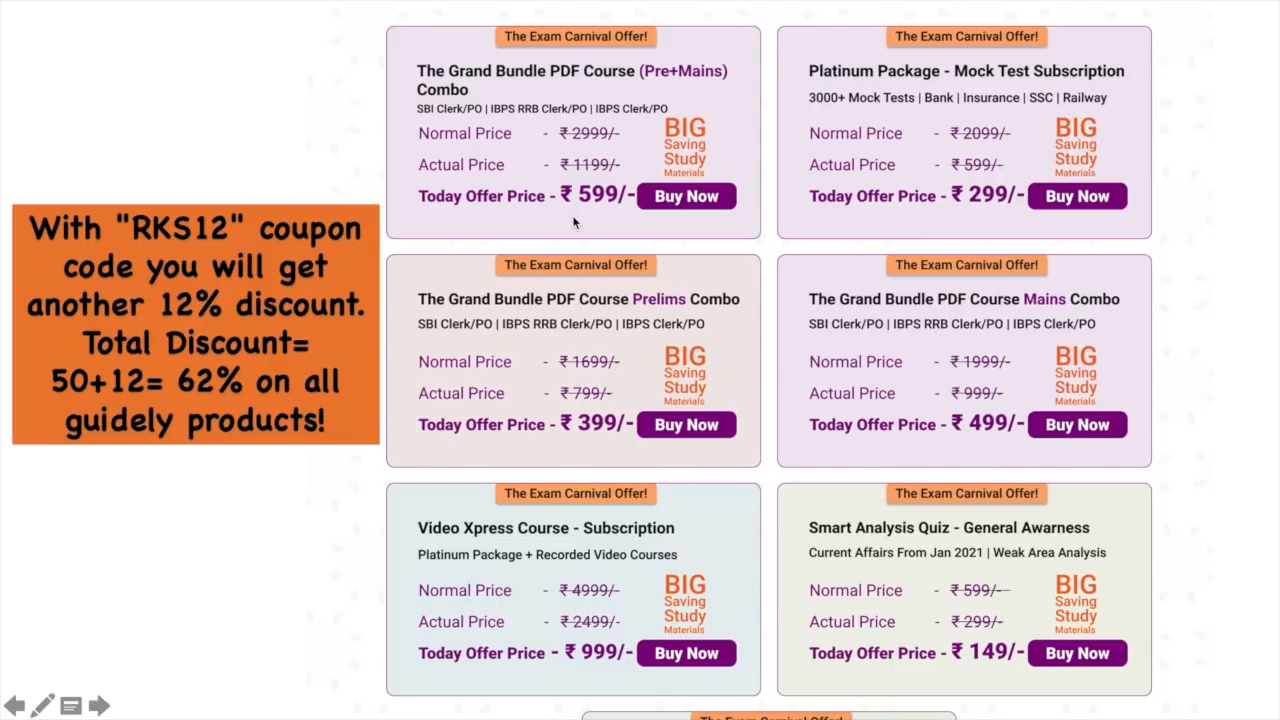 With "RKS12" coupon
code you will get
another 12% discount.
Total Discount=
50+12= 62% on all
guidely products!
The Exam Carnival Offer!
The Grand Bundle PDF Course (Pre+Mains)
Combo
SBI Clerk/PO | IBPS RRB Clerk/PO | IBPS Clerk/PO
Normal Price - ₹ 2999/-
Actual Price - ₹ 1199/-
Today Offer Price - ₹ 599/-
BIG
Saving
Study
Materials
Buy Now
The Exam Carnival Offer!
Platinum Package - Mock Test Subscription
3000+ Mock Tests | Bank | Insurance | SSC | Railway
Normal Price - ₹ 2099/-
Actual Price - ₹ 599/-
Today Offer Price - ₹ 299/-
BIG
Saving
Study
Materials
Buy Now
The Exam Carnival Offer!
The Grand Bundle PDF Course Prelims Combo
SBI Clerk/PO | IBPS RRB Clerk/PO | IBPS Clerk/PO
Normal Price - ₹ 1699/-
Actual Price - ₹ 799/-
Today Offer Price - ₹ 399/-
BIG
Saving
Study
Materials
Buy Now
The Exam Carnival Offer!
The Grand Bundle PDF Course Mains Combo
SBI Clerk/PO | IBPS RRB Clerk/PO | IBPS Clerk/PO
Normal Price - ₹ 1999/-
Actual Price - ₹ 999/-
Today Offer Price - ₹ 499/-
BIG
Saving
Study
Materials
Buy Now
The Exam Carnival Offer!
Video Xpress Course - Subscription
Platinum Package + Recorded Video Courses
Normal Price - ₹ 4999/-
Actual Price - ₹ 2499/-
Today Offer Price - ₹ 999/-
BIG
Saving
Study
Materials
Buy Now
The Exam Carnival Offer!
Smart Analysis Quiz - General Awarness
Current Affairs From Jan 2021 | Weak Area Analysis
Normal Price - ₹ 599/-
Actual Price - ₹ 299/-
Today Offer Price - ₹ 149/-
BIG
Saving
Study
Materials
Buy Now
The Exam Carnival Offer!